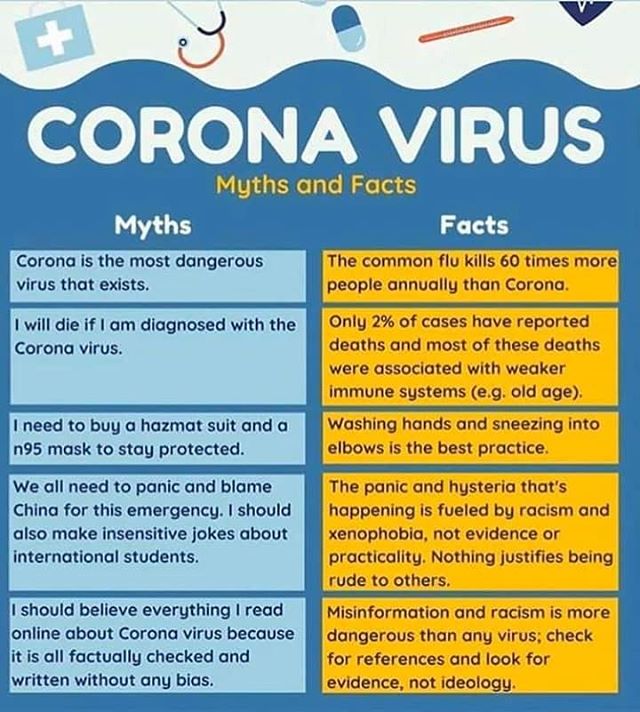 CORONA VIRUS
Myths and Facts
Myths
Facts
Corona is the most dangerous
virus that exists.
The common flu kills 60 times more
people annually than Corona.
I will die if I am diagnosed with the
Corona virus.
Only 2% of cases have reported
deaths and most of these deaths
were associated with weaker
immune systems (e.g. old age).
I need to buy a hazmat suit and a
n95 mask to stay protected.
Washing hands and sneezing into
elbows is the best practice.
We all need to panic and blame
China for this emergency. I should
also make insensitive jokes about
international students.
The panic and hysteria that's
happening is fueled by racism and
xenophobia, not evidence or
practicality. Nothing justifies being
rude to others.
I should believe everything I read
online about Corona virus because
it is all factually checked and
written without any bias.
Misinformation and racism is more
dangerous than any virus; check
for references and look for
evidence, not ideology.